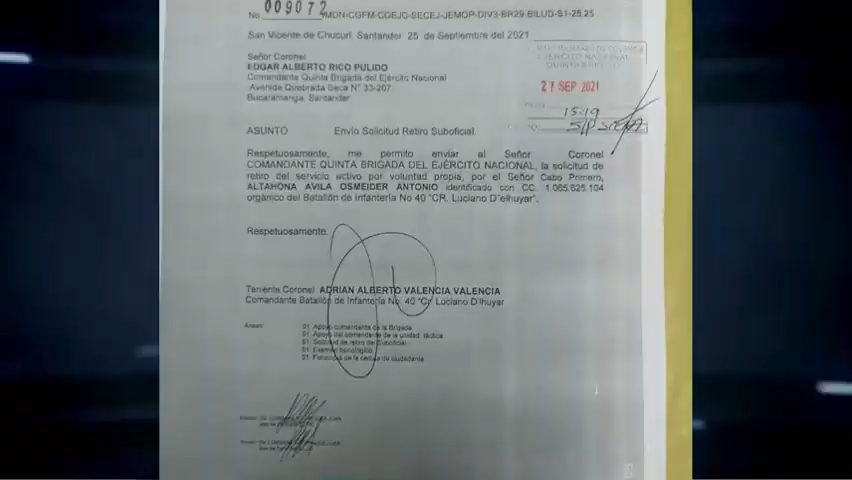 No 009072 /MDN-CGFM-COEJC-SECEJ-JEMOP-DIV3-BR29-BILUD-S1-25.25
San Vicente de Chucurí, Santander 25 de Septiembre del 2021
Señor Coronel
EDGAR ALBERTO RICO PULIDO
Comandante Quinta Brigada del Ejército Nacional
Avenida Quebrada Seca N° 33-207
Bucaramanga, Santander
EJERCITO NACIONAL
27 SEP 2021
15:19
ASUNTO Envío Solicitud Retiro Suboficial.
Respetuosamente, me permito enviar al Señor Coronel
COMANDANTE QUINTA BRIGADA DEL EJÉRCITO NACIONAL, la solicitud de
retiro del servicio activo por voluntad propia, por el Señor Cabo Primero,
ALTAHONA AVILA OSMEIDER ANTONIO identificado con CC. 1.065.625.104
orgánico del Batallón de Infantería No 40 "CR. Luciano D"elhuyar".
Respetuosamente,
Teniente Coronel ADRIAN ALBERTO VALENCIA VALENCIA
Comandante Batallón de Infantería No. 40 "Cr. Luciano D'lhuyar
Anexo:
01 Apoyo comandante de la Brigada
01 Apoyo del comandante de la unidad táctica
01 Solicitud de retiro del Suboficial
01 Examen
01 Fotocopia de la cedula de ciudadanía